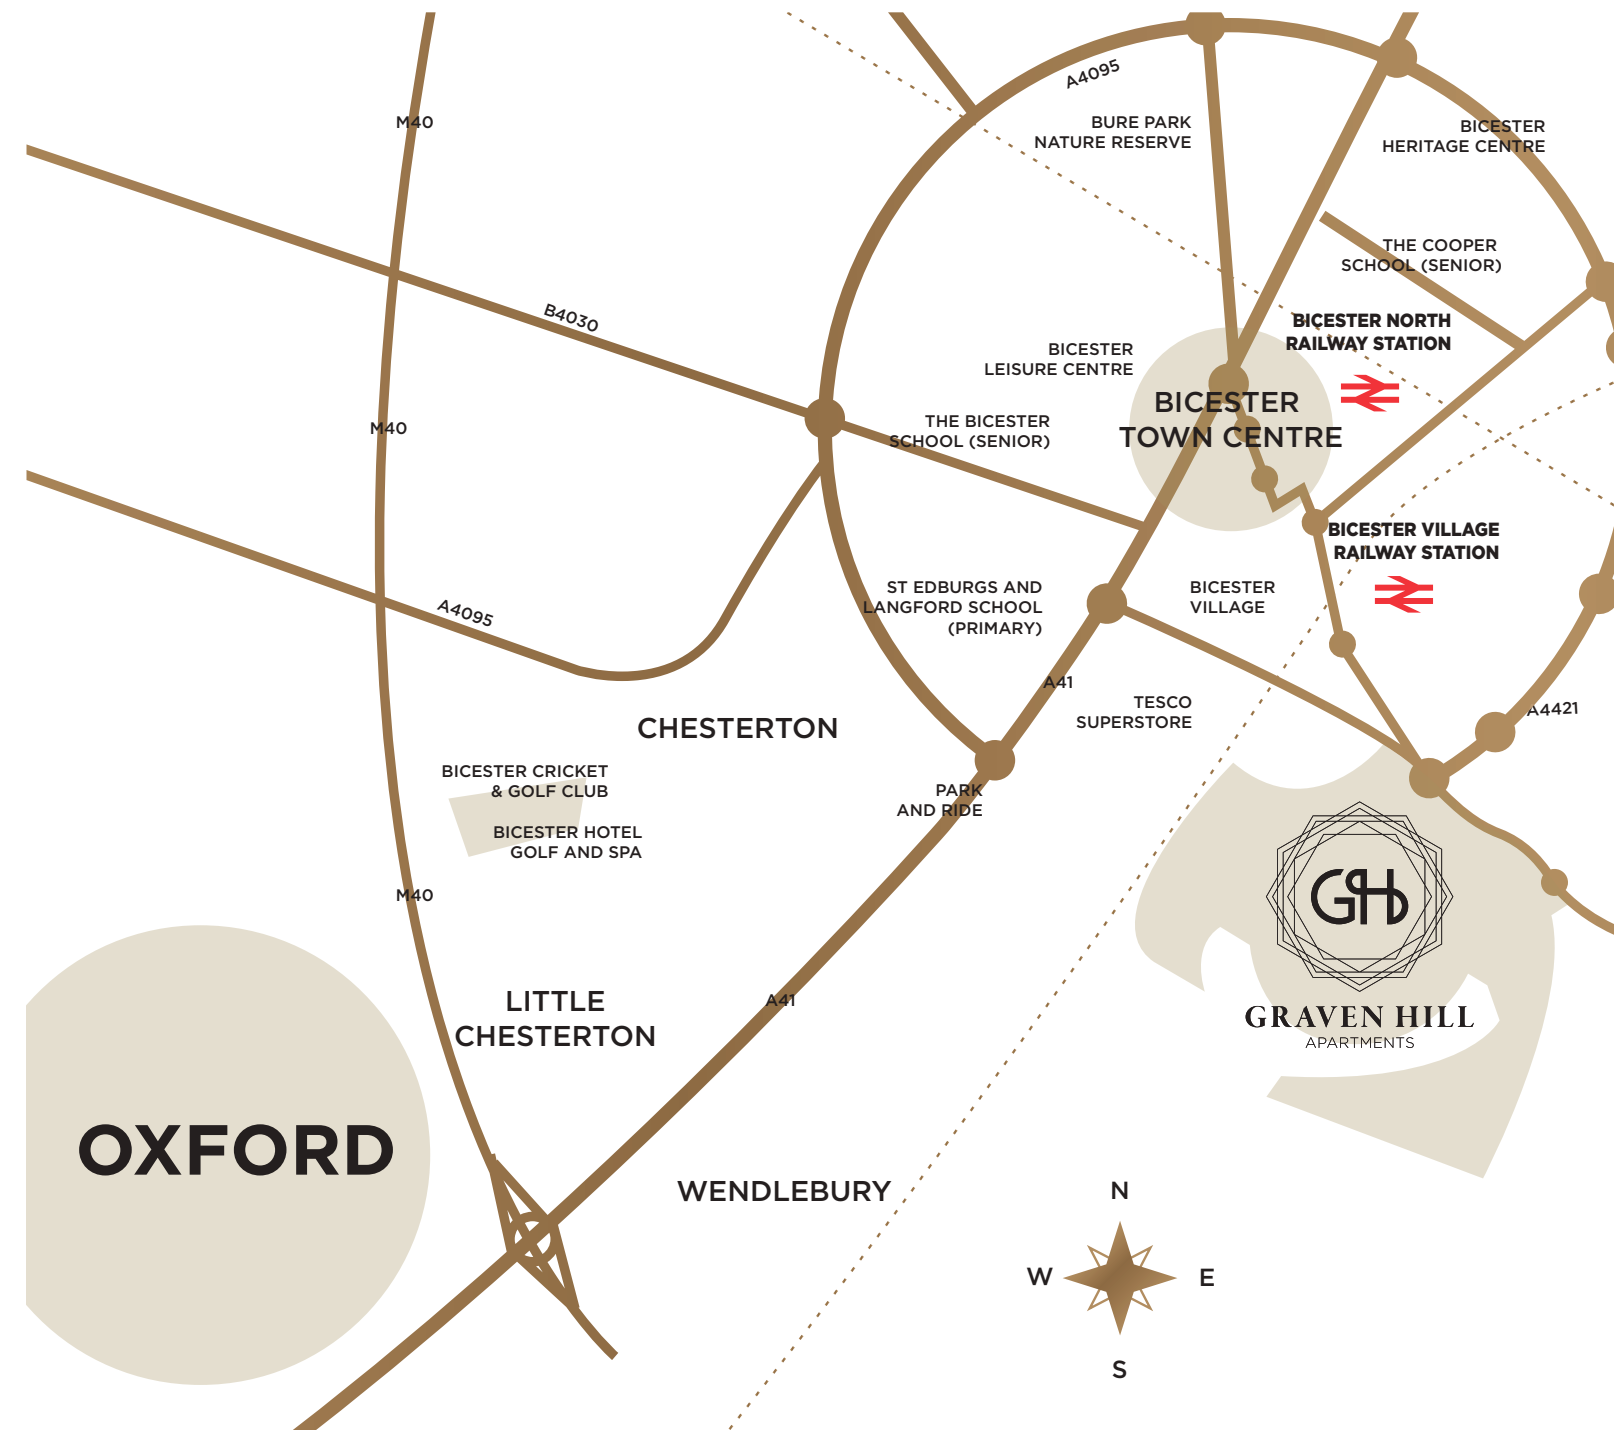 A4095
M40
BURE PARK
NATURE RESERVE
BICESTER
HERITAGE CENTRE
THE COOPER
SCHOOL (SENIOR)
B4030
BICESTER NORTH
RAILWAY STATION
BICESTER
LEISURE CENTRE
BICESTER
TOWN CENTRE
THE BICESTER
SCHOOL (SENIOR)
M40
BICESTER VILLAGE
RAILWAY STATION
ST EDBURGS AND
LANGFORD SCHOOL
(PRIMARY)
BICESTER
VILLAGE
A4095
A41
TESCO
SUPERSTORE
A4421
CHESTERTON
BICESTER CRICKET
& GOLF CLUB
PARK
AND RIDE
BICESTER HOTEL
GOLF AND SPA
M40
GH
LITTLE
CHESTERTON
A41
GRAVEN HILL
APARTMENTS
OXFORD
WENDLEBURY
N
W
E
S